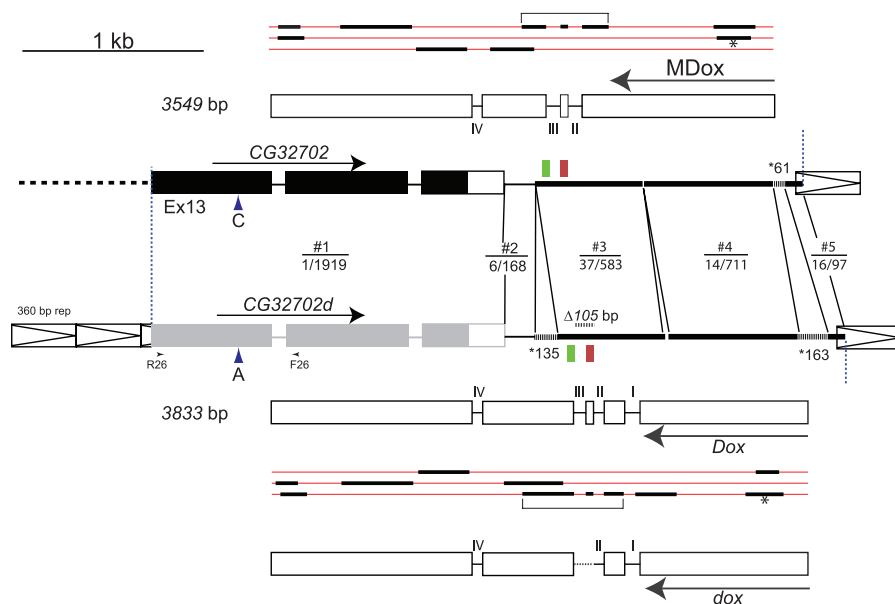 1 kb
*
MDox
3549 bp
IV III II
CG32702
*61
Ex13
C
#1
1/1919
#2
6/168
#3
37/583
#4
14/711
#5
16/97
360 bp rep
CG32702d
Δ105 bp
R26
A
F26
*135
*163
3833 bp
IV III II I
Dox
*
IV II I
dox